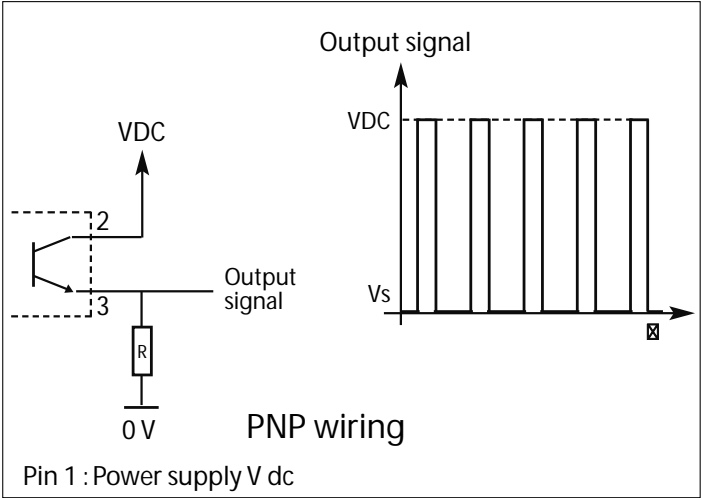 Output signal
VDC
VDC
2
Output
signal
3
Vs
R
0 V
PNP wiring
Pin 1 : Power supply V dc